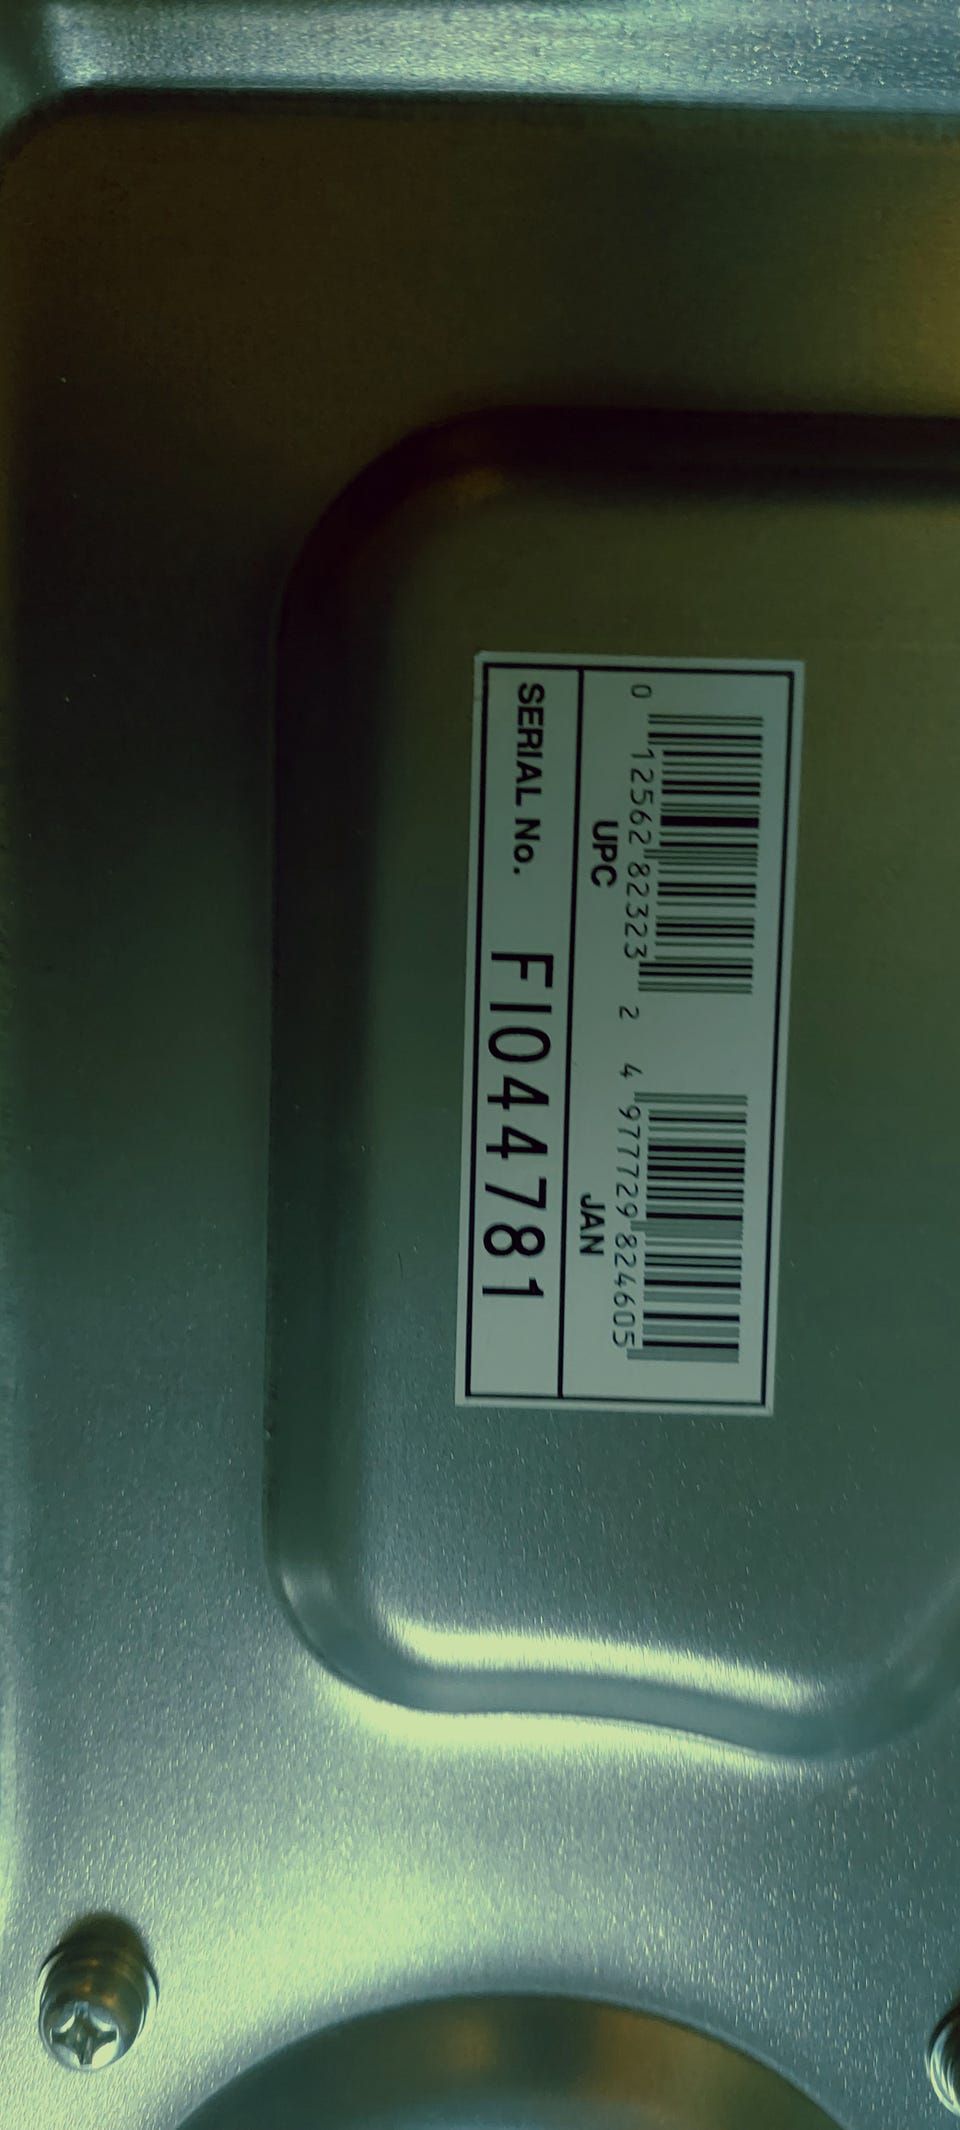 0 12562 82323 2 4 977729 824605
UPC JAN
SERIAL No. FI044781